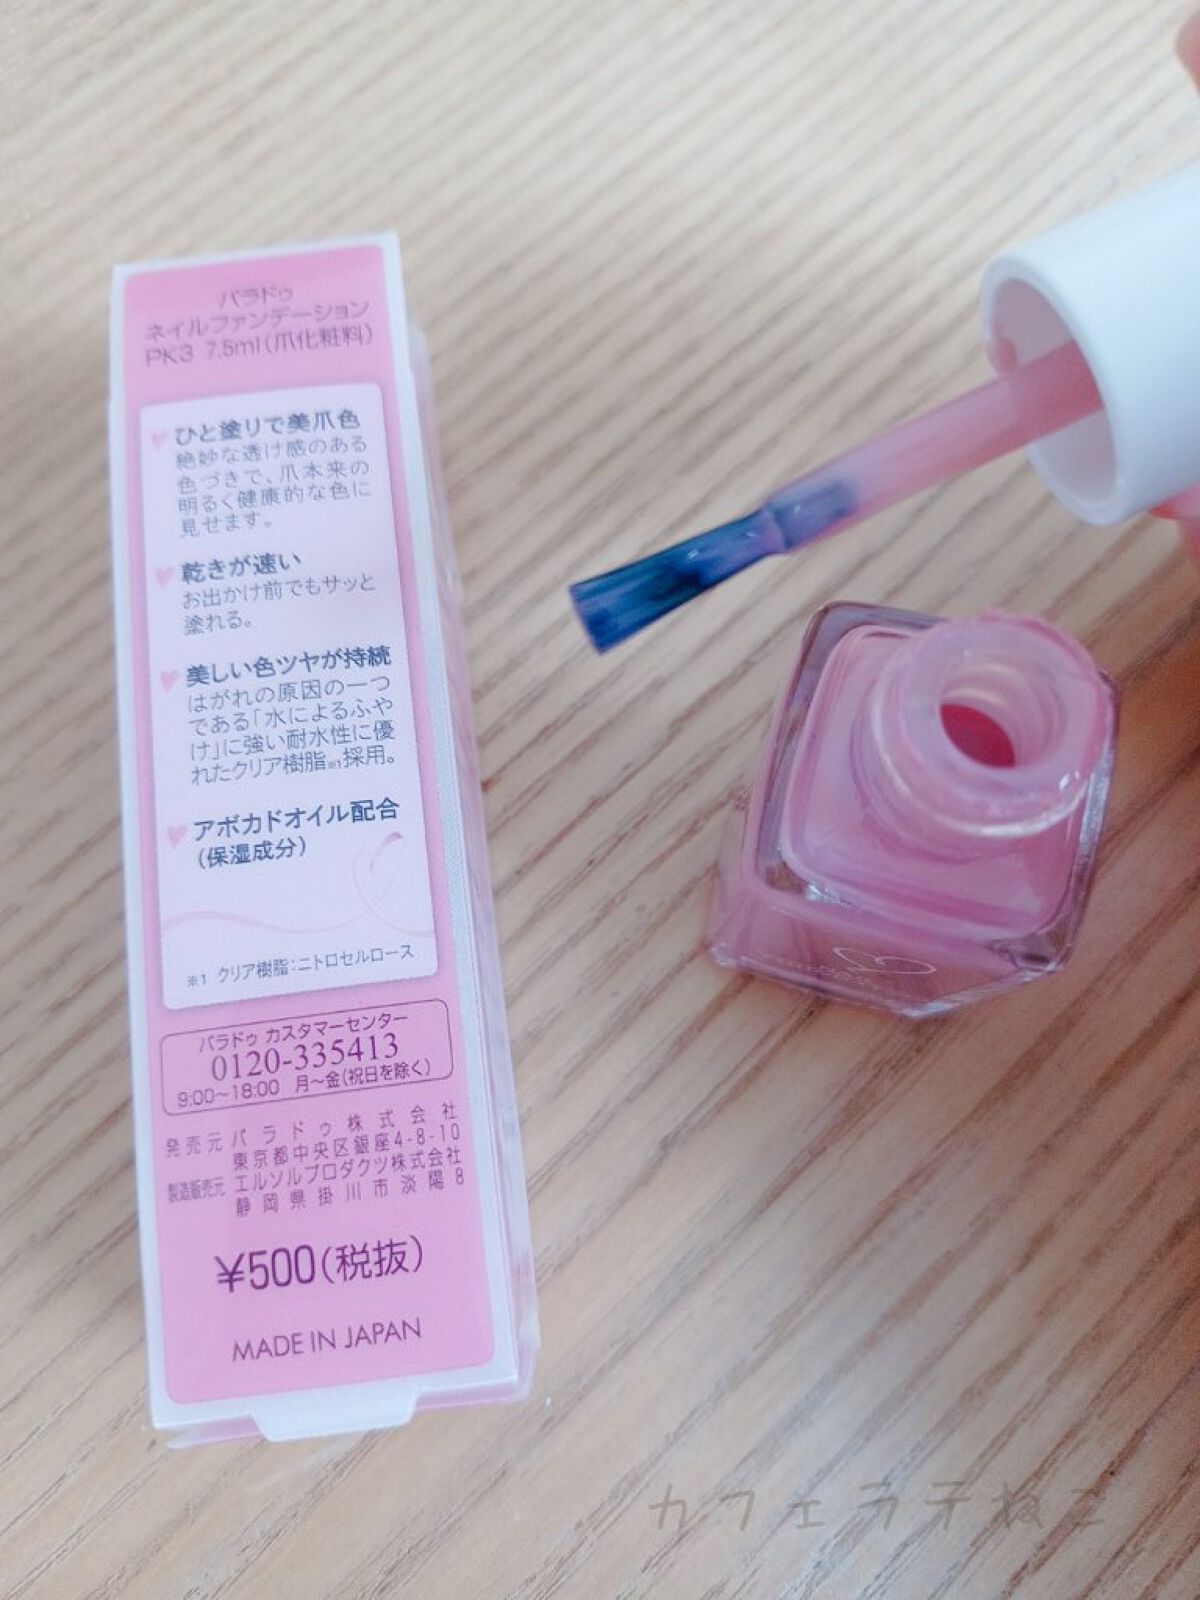 パラドゥ
ネイルファンデーション
PK3 7.5ml(爪化粧料)
ひと塗りで美爪色
絶妙な透け感のある
色づきで、爪本来の
明るく健康的な色に
見せます。
乾きが速い
お出かけ前でもサッと
塗れる。
美しい色ツヤが持続
はがれの原因の一つ
である「水によるふや
け」に強い耐水性に優
れたクリア樹脂※1採用。
アボカドオイル配合
(保湿成分)
※1 クリア樹脂:ニトロセルロース
パラドゥ カスタマーセンター
0120-335413
9:00～18:00 月～金(祝日を除く)
発売元 パラドゥ株式会社
東京都中央区銀座4-8-10
製造販売元 エルソルプロダクツ株式会社
静岡県掛川市淡陽8
¥500(税抜)
MADE IN JAPAN
カフェラテねこ